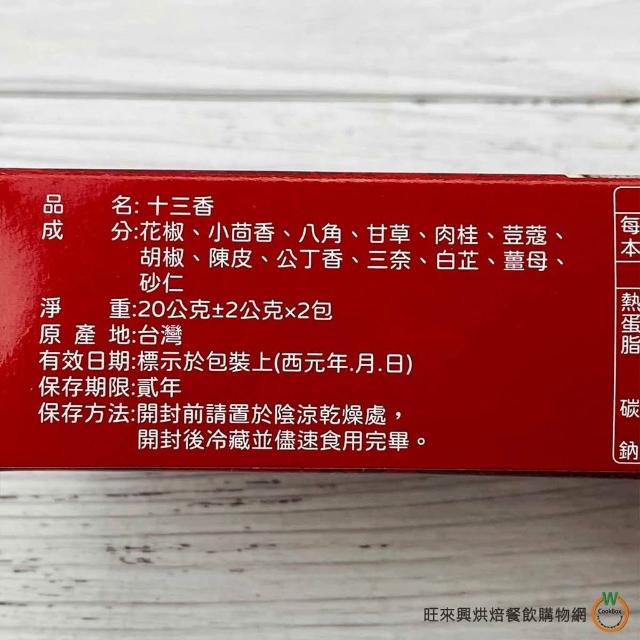 品名: 十三香
成分:花椒、小茴香、八角、甘草、肉桂、荳蔻、
胡椒、陳皮、公丁香、三奈、白芷、薑母、
砂仁
淨重:20公克±2公克×2包
原產地:台灣
有效日期:標示於包裝上(西元年.月.日)
保存期限:貳年
保存方法:開封前請置於陰涼乾燥處，
開封後冷藏並儘速食用完畢。
每
本
熱
蛋
脂
碳
鈉
旺來興烘焙餐飲購物網
W
CookBox